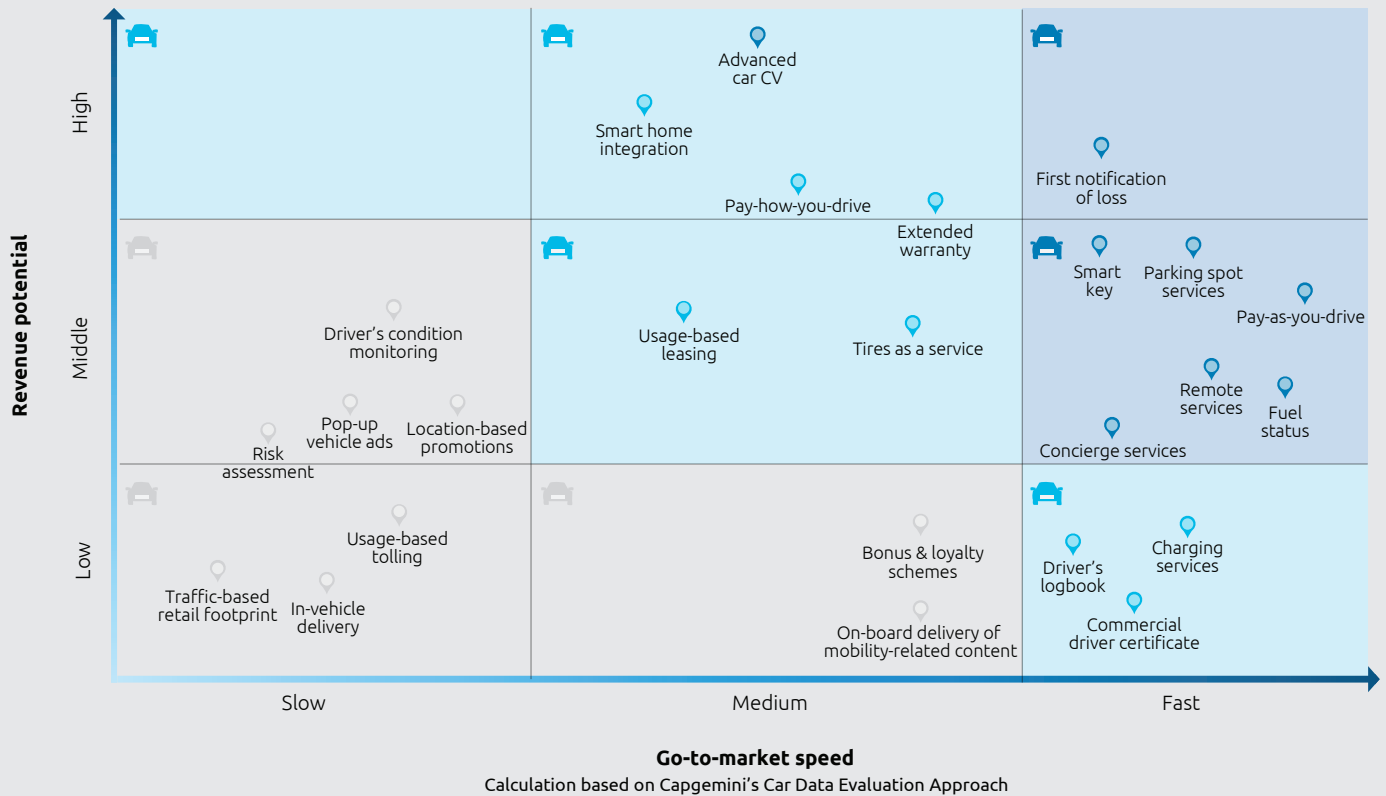 High
Advanced
car CV
Smart home
integration
Pay-how-you-drive
Extended
warranty
First notification
of loss
Revenue potential
Middle
Driver’s condition
monitoring
Pop-up
vehicle ads
Location-based
promotions
Risk
assessment
Usage-based
leasing
Tires as a service
Smart
key
Parking spot
services
Pay-as-you-drive
Remote
services
Fuel
status
Concierge services
Low
Usage-based
tolling
Traffic-based
retail footprint
In-vehicle
delivery
Bonus & loyalty
schemes
On-board delivery of
mobility-related content
Driver’s
logbook
Charging
services
Commercial
driver certificate
Slow
Medium
Fast
Go-to-market speed
Calculation based on Capgemini’s Car Data Evaluation Approach